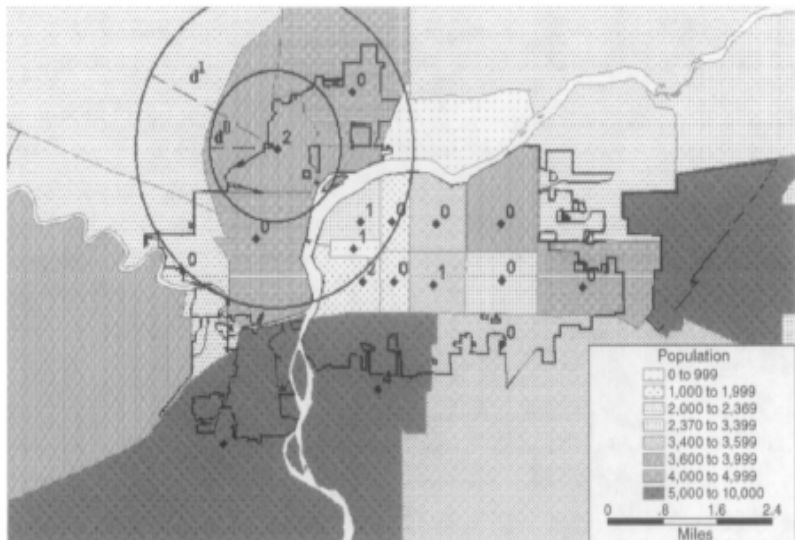 d¹
0
d⁰
2
1
0
0
0
0
1
0
2
0
1
0
0
0
4
Population
0 to 999
1,000 to 1,999
2,000 to 2,369
2,370 to 3,399
3,400 to 3,599
3,600 to 3,999
4,000 to 4,999
5,000 to 10,000
0 .8 1.6 2.4
Miles